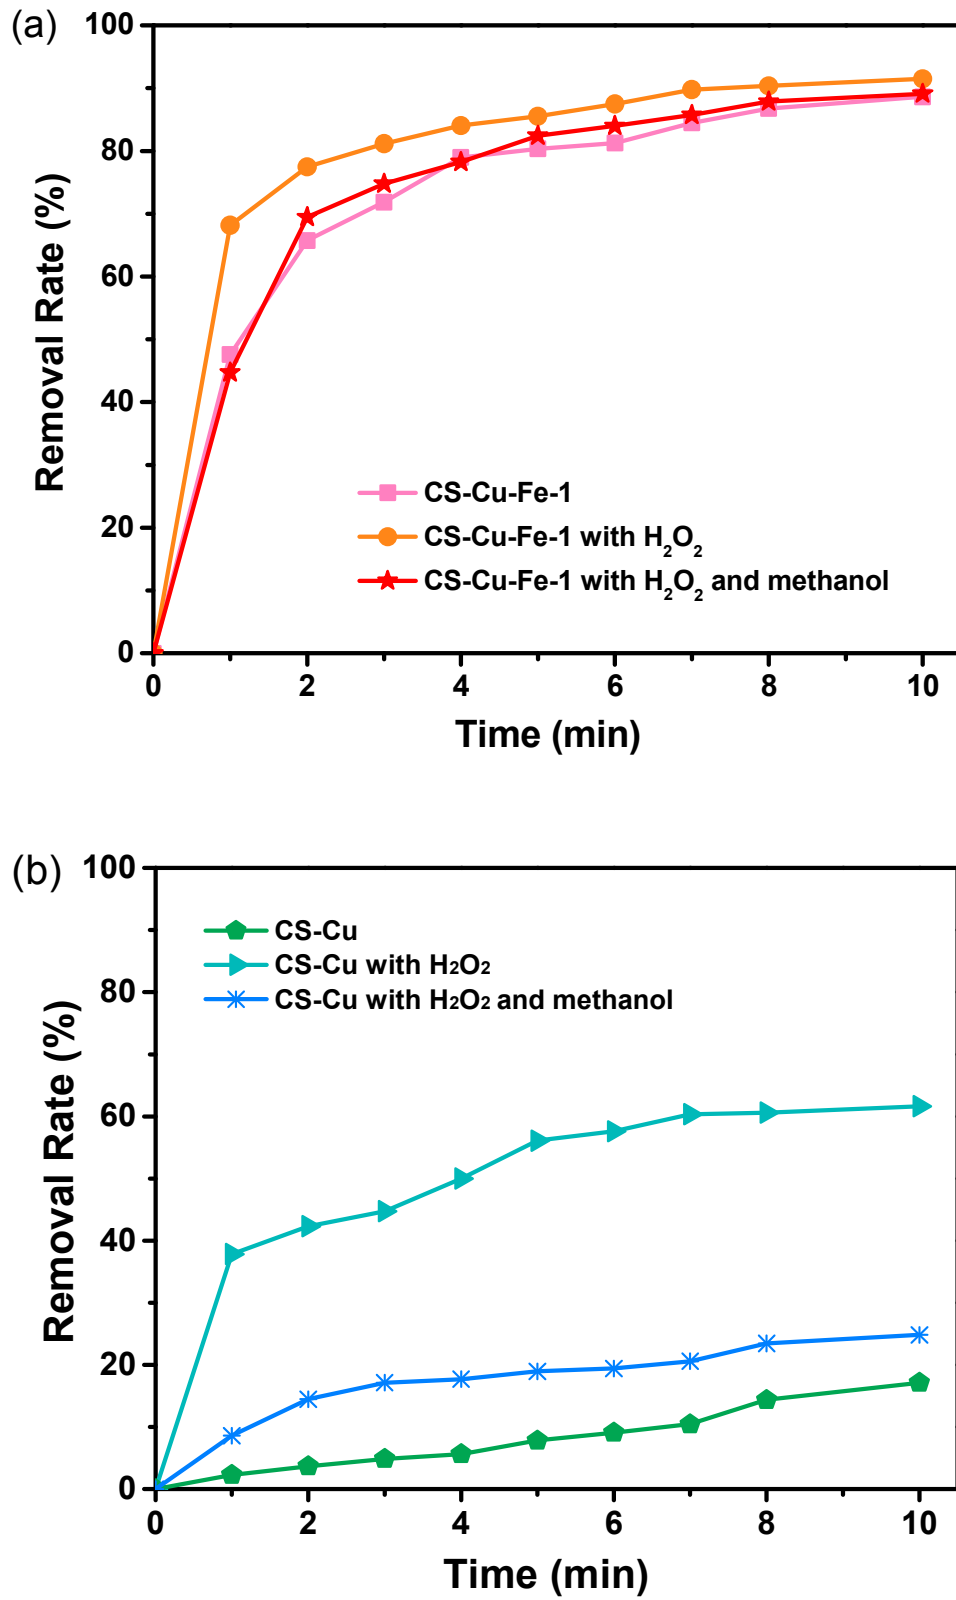 (a)
100
80
60
40
20
0
Removal Rate (%)
CS-Cu-Fe-1
CS-Cu-Fe-1 with H₂O₂
CS-Cu-Fe-1 with H₂O₂ and methanol
0 2 4 6 8 10
Time (min)
(b)
100
80
60
40
20
0
Removal Rate (%)
CS-Cu
CS-Cu with H₂O₂
CS-Cu with H₂O₂ and methanol
0 2 4 6 8 10
Time (min)